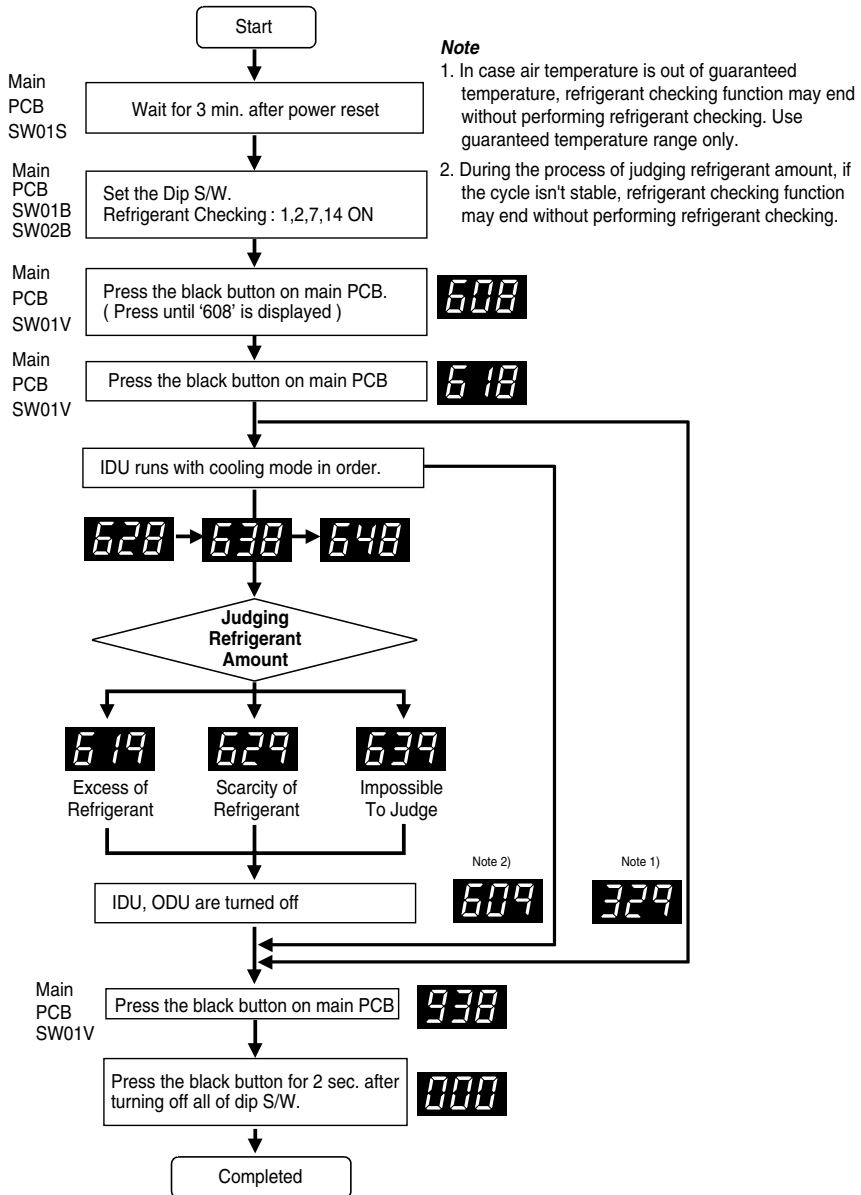 Start
Note
1. In case air temperature is out of guaranteed
temperature, refrigerant checking function may end
without performing refrigerant checking. Use
guaranteed temperature range only.
2. During the process of judging refrigerant amount, if
the cycle isn't stable, refrigerant checking function
may end without performing refrigerant checking.
Main
PCB
SW01S
Wait for 3 min. after power reset
Main
PCB
SW01B
SW02B
Set the Dip S/W.
Refrigerant Checking : 1,2,7,14 ON
Main
PCB
SW01V
Press the black button on main PCB.
( Press until '608' is displayed )
608
Main
PCB
SW01V
Press the black button on main PCB
618
IDU runs with cooling mode in order.
628
638
648
Judging
Refrigerant
Amount
619
629
639
Excess of
Refrigerant
Scarcity of
Refrigerant
Impossible
To Judge
Note 2)
Note 1)
609
329
IDU, ODU are turned off
Main
PCB
SW01V
Press the black button on main PCB
938
Press the black button for 2 sec. after
turning off all of dip S/W.
000
Completed